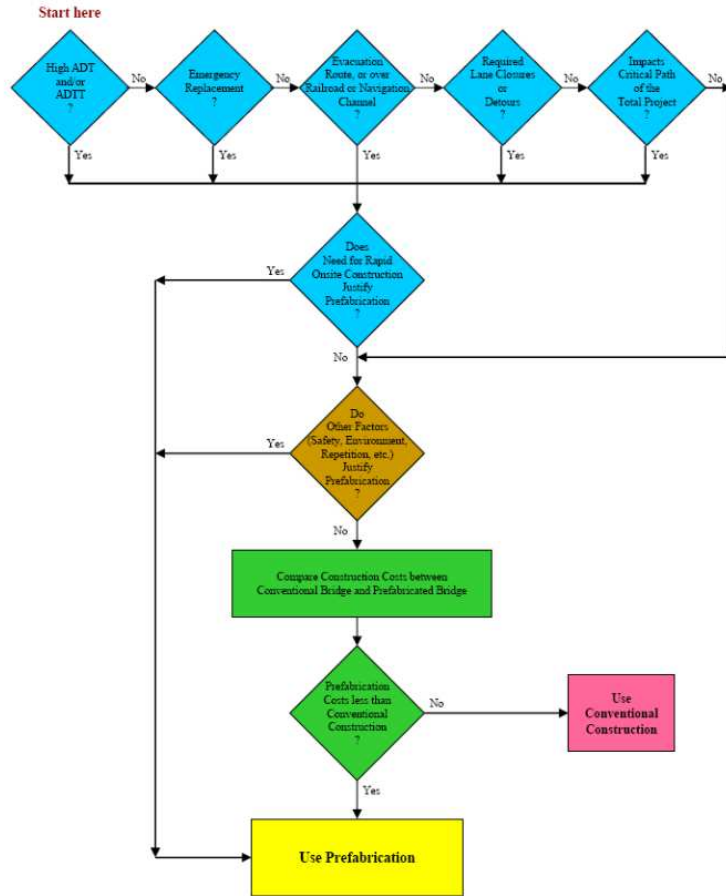 Start here
High ADT
and/or
ADTT
?
No
Emergency
Replacement
?
No
Evacuation
Route, or over
Railroad or Navigation
Channel
?
No
Required
Lane Closures
or
Detours
?
No
Impacts
Critical Path
of the
Total Project
?
No
Yes
Yes
Yes
Yes
Yes
Does
Need for Rapid
Onsite Construction
Justify
Prefabrication
?
Yes
No
Do
Other Factors
(Safety, Environment,
Repetition, etc.)
Justify
Prefabrication
?
Yes
No
Compare Construction Costs between
Conventional Bridge and Prefabricated Bridge
Prefabrication
Costs less than
Conventional
Construction
?
No
Use
Conventional
Construction
Yes
Use Prefabrication